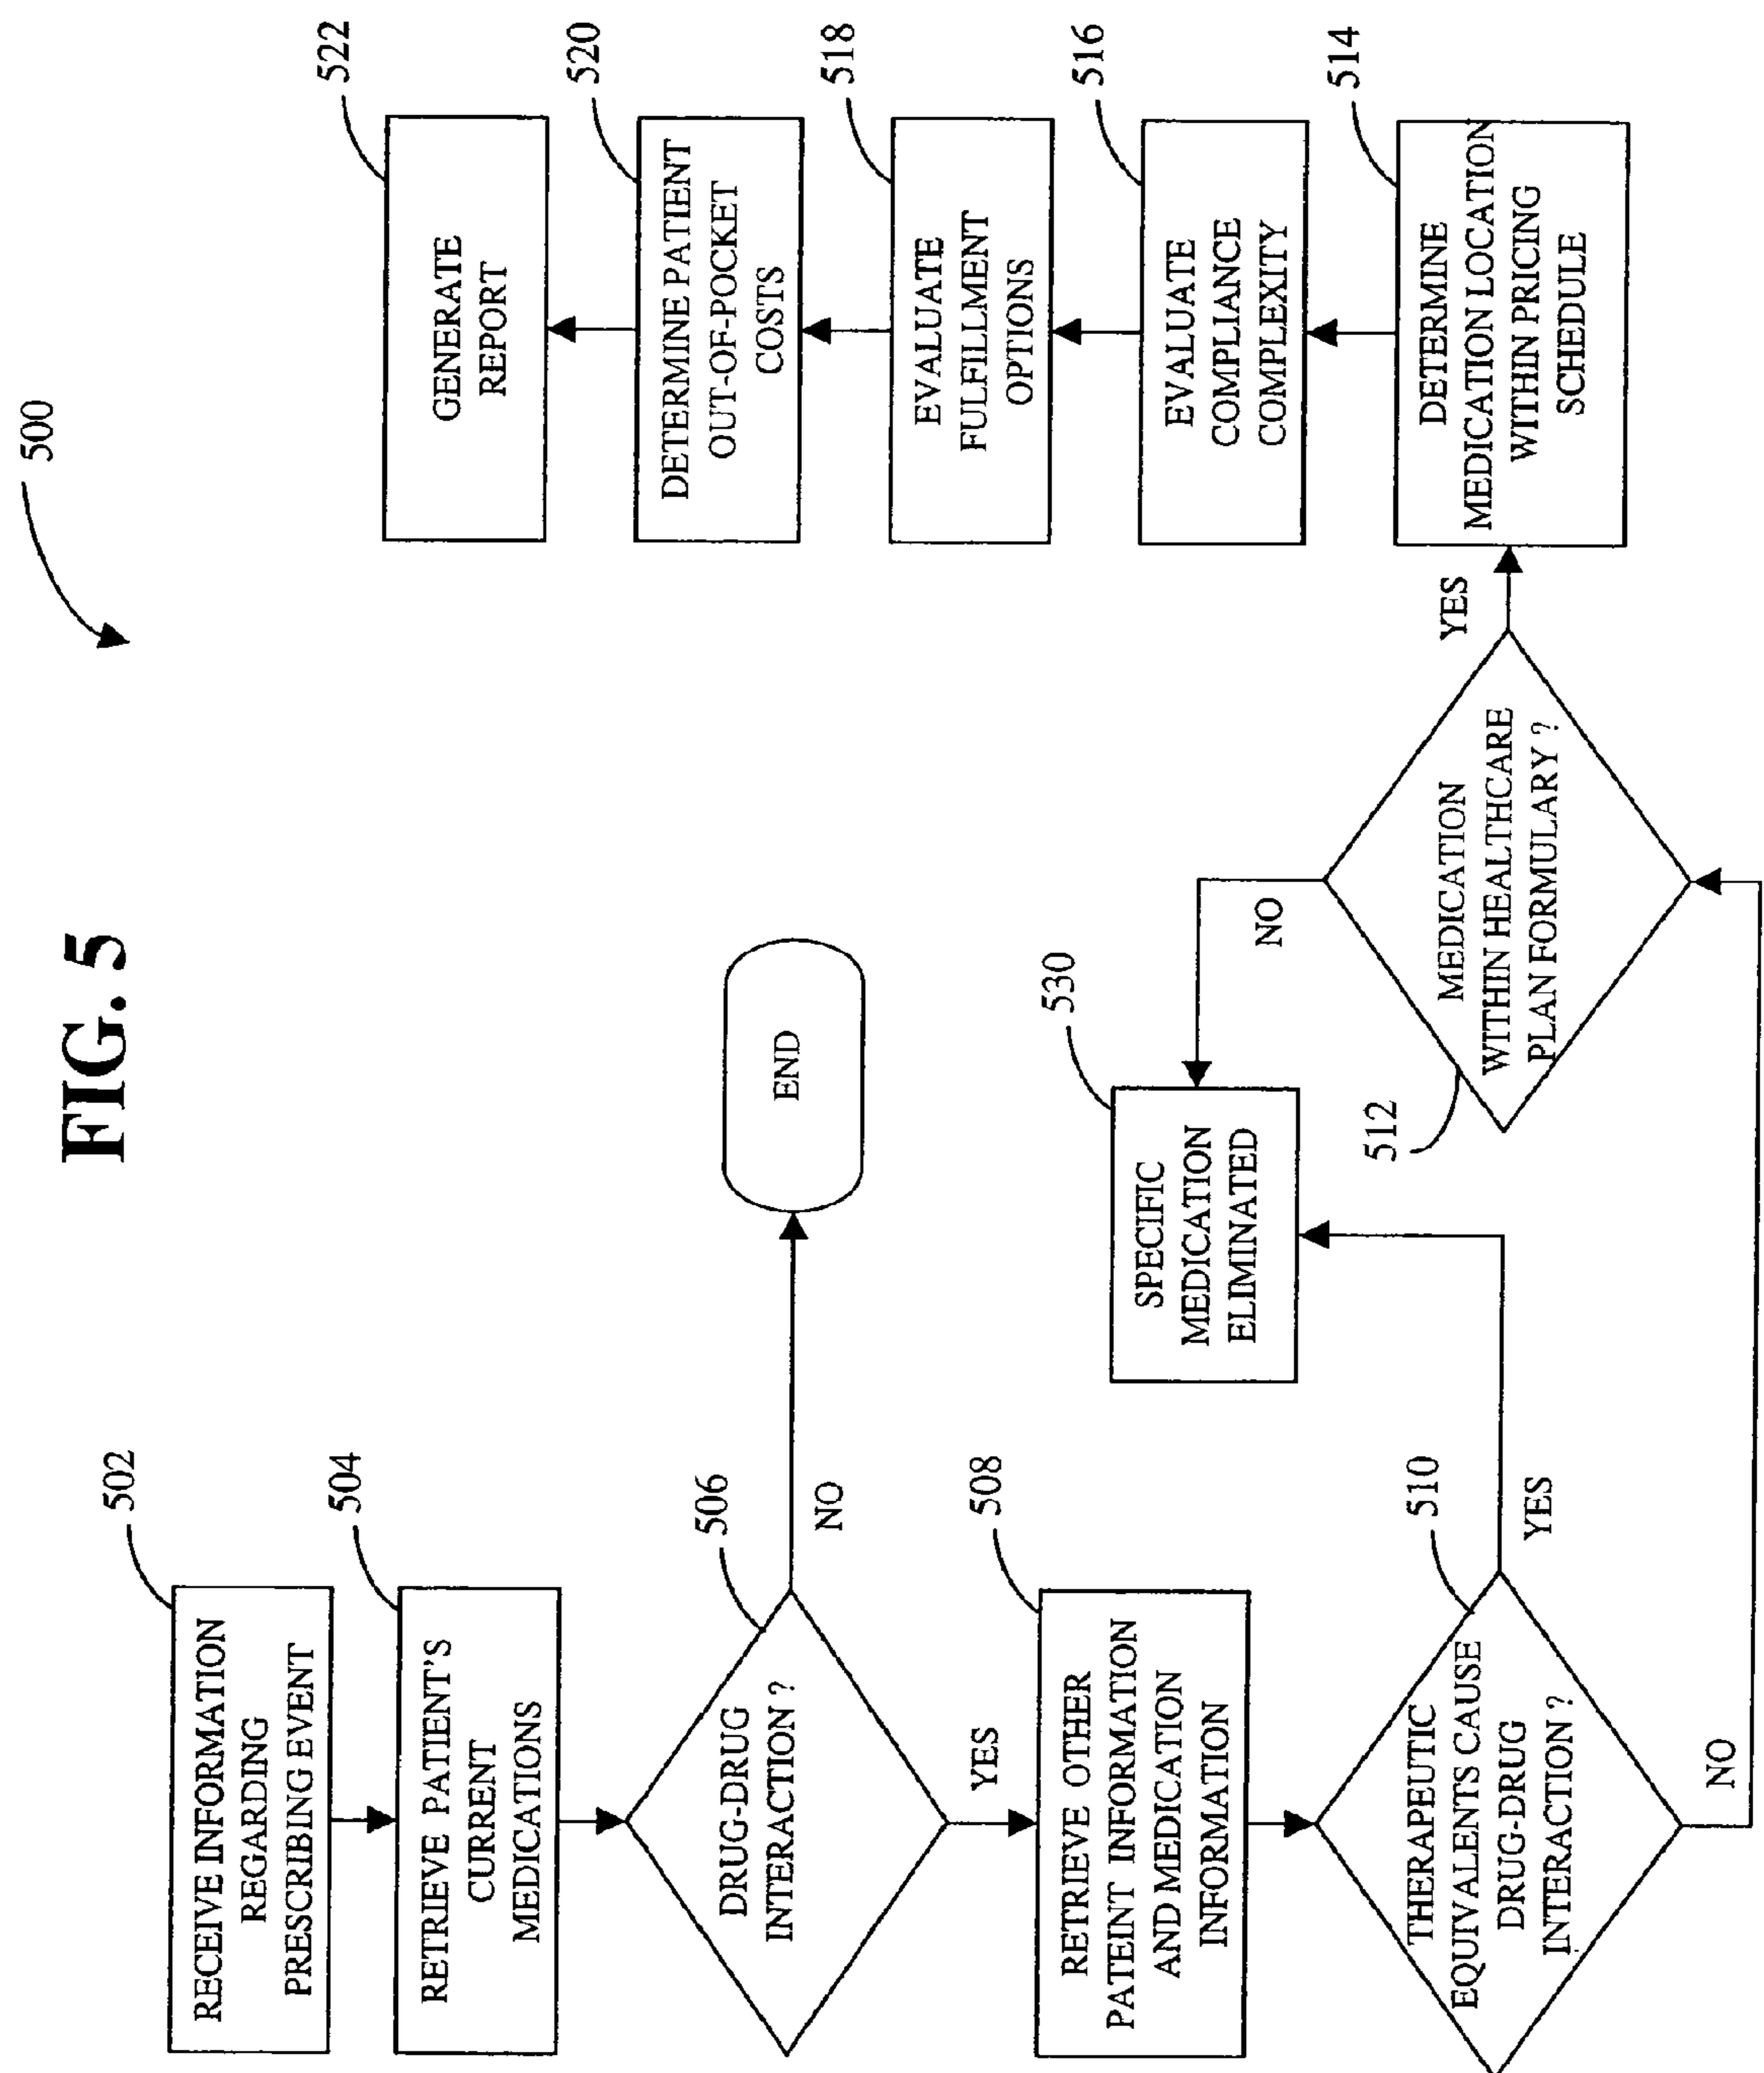 FIG. 5
500
502
RECEIVE INFORMATION
REGARDING
PRESCRIBING EVENT
504
RETRIEVE PATIENT'S
CURRENT
MEDICATIONS
506
DRUG-DRUG
INTERACTION ?
NO
END
YES
508
RETRIEVE OTHER
PATEINT INFORMATION
AND MEDICATION
INFORMATION
510
THERAPEUTIC
EQUIVALENTS CAUSE
DRUG-DRUG
INTERACTION ?
YES
NO
530
SPECIFIC
MEDICATION
ELIMINATED
NO
512
MEDICATION
WITHIN HEALTHCARE
PLAN FORMULARY ?
YES
514
DETERMINE
MEDICATION LOCATION
WITHIN PRICING
SCHEDULE
516
EVALUATE
COMPLIANCE
COMPLEXITY
518
EVALUATE
FULFILLMENT
OPTIONS
520
DETERMINE PATIENT
OUT-OF-POCKET
COSTS
522
GENERATE
REPORT